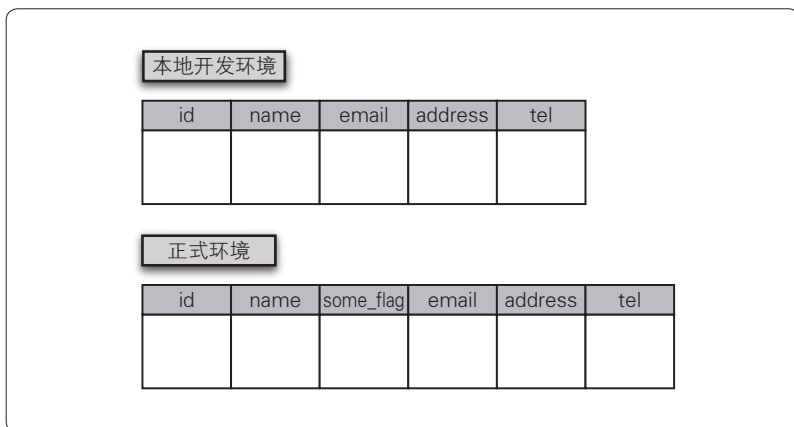 本地开发环境
id name email address tel
正式环境
id name some_flag email address tel